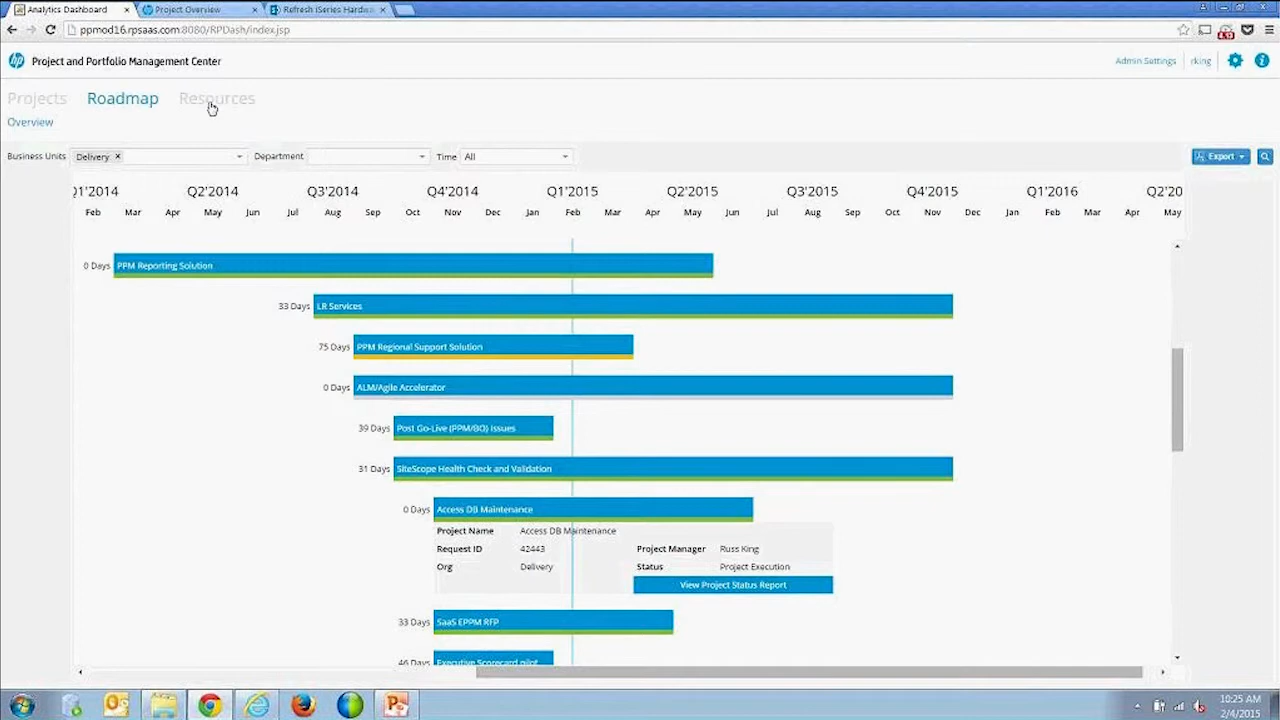 Analytics Dashboard × Project Overview × Refresh iSeries Hardw ×
ppmod16.rpsaas.com:8080/RPDash/index.jsp
hp Project and Portfolio Management Center Admin Settings rking
Projects Roadmap Resources
Overview
Business Units Delivery × Department Time All Export
Q1'2014 Q2'2014 Q3'2014 Q4'2014 Q1'2015 Q2'2015 Q3'2015 Q4'2015 Q1'2016 Q2'20
Feb Mar Apr May Jun Jul Aug Sep Oct Nov Dec Jan Feb Mar Apr May Jun Jul Aug Sep Oct Nov Dec Jan Feb Mar Apr May
0 Days PPM Reporting Solution
33 Days LR Services
75 Days PPM Regional Support Solution
0 Days ALM/Agile Accelerator
39 Days Post Go-Live (PPM/BO) Issues
31 Days SiteScope Health Check and Validation
0 Days Access DB Maintenance
Project Name Access DB Maintenance
Request ID 42443 Project Manager Russ King
Org Delivery Status Project Execution
View Project Status Report
33 Days SaaS EPPM RFP
46 Days Executive Scorecard pilot
10:25 AM
2/4/2015